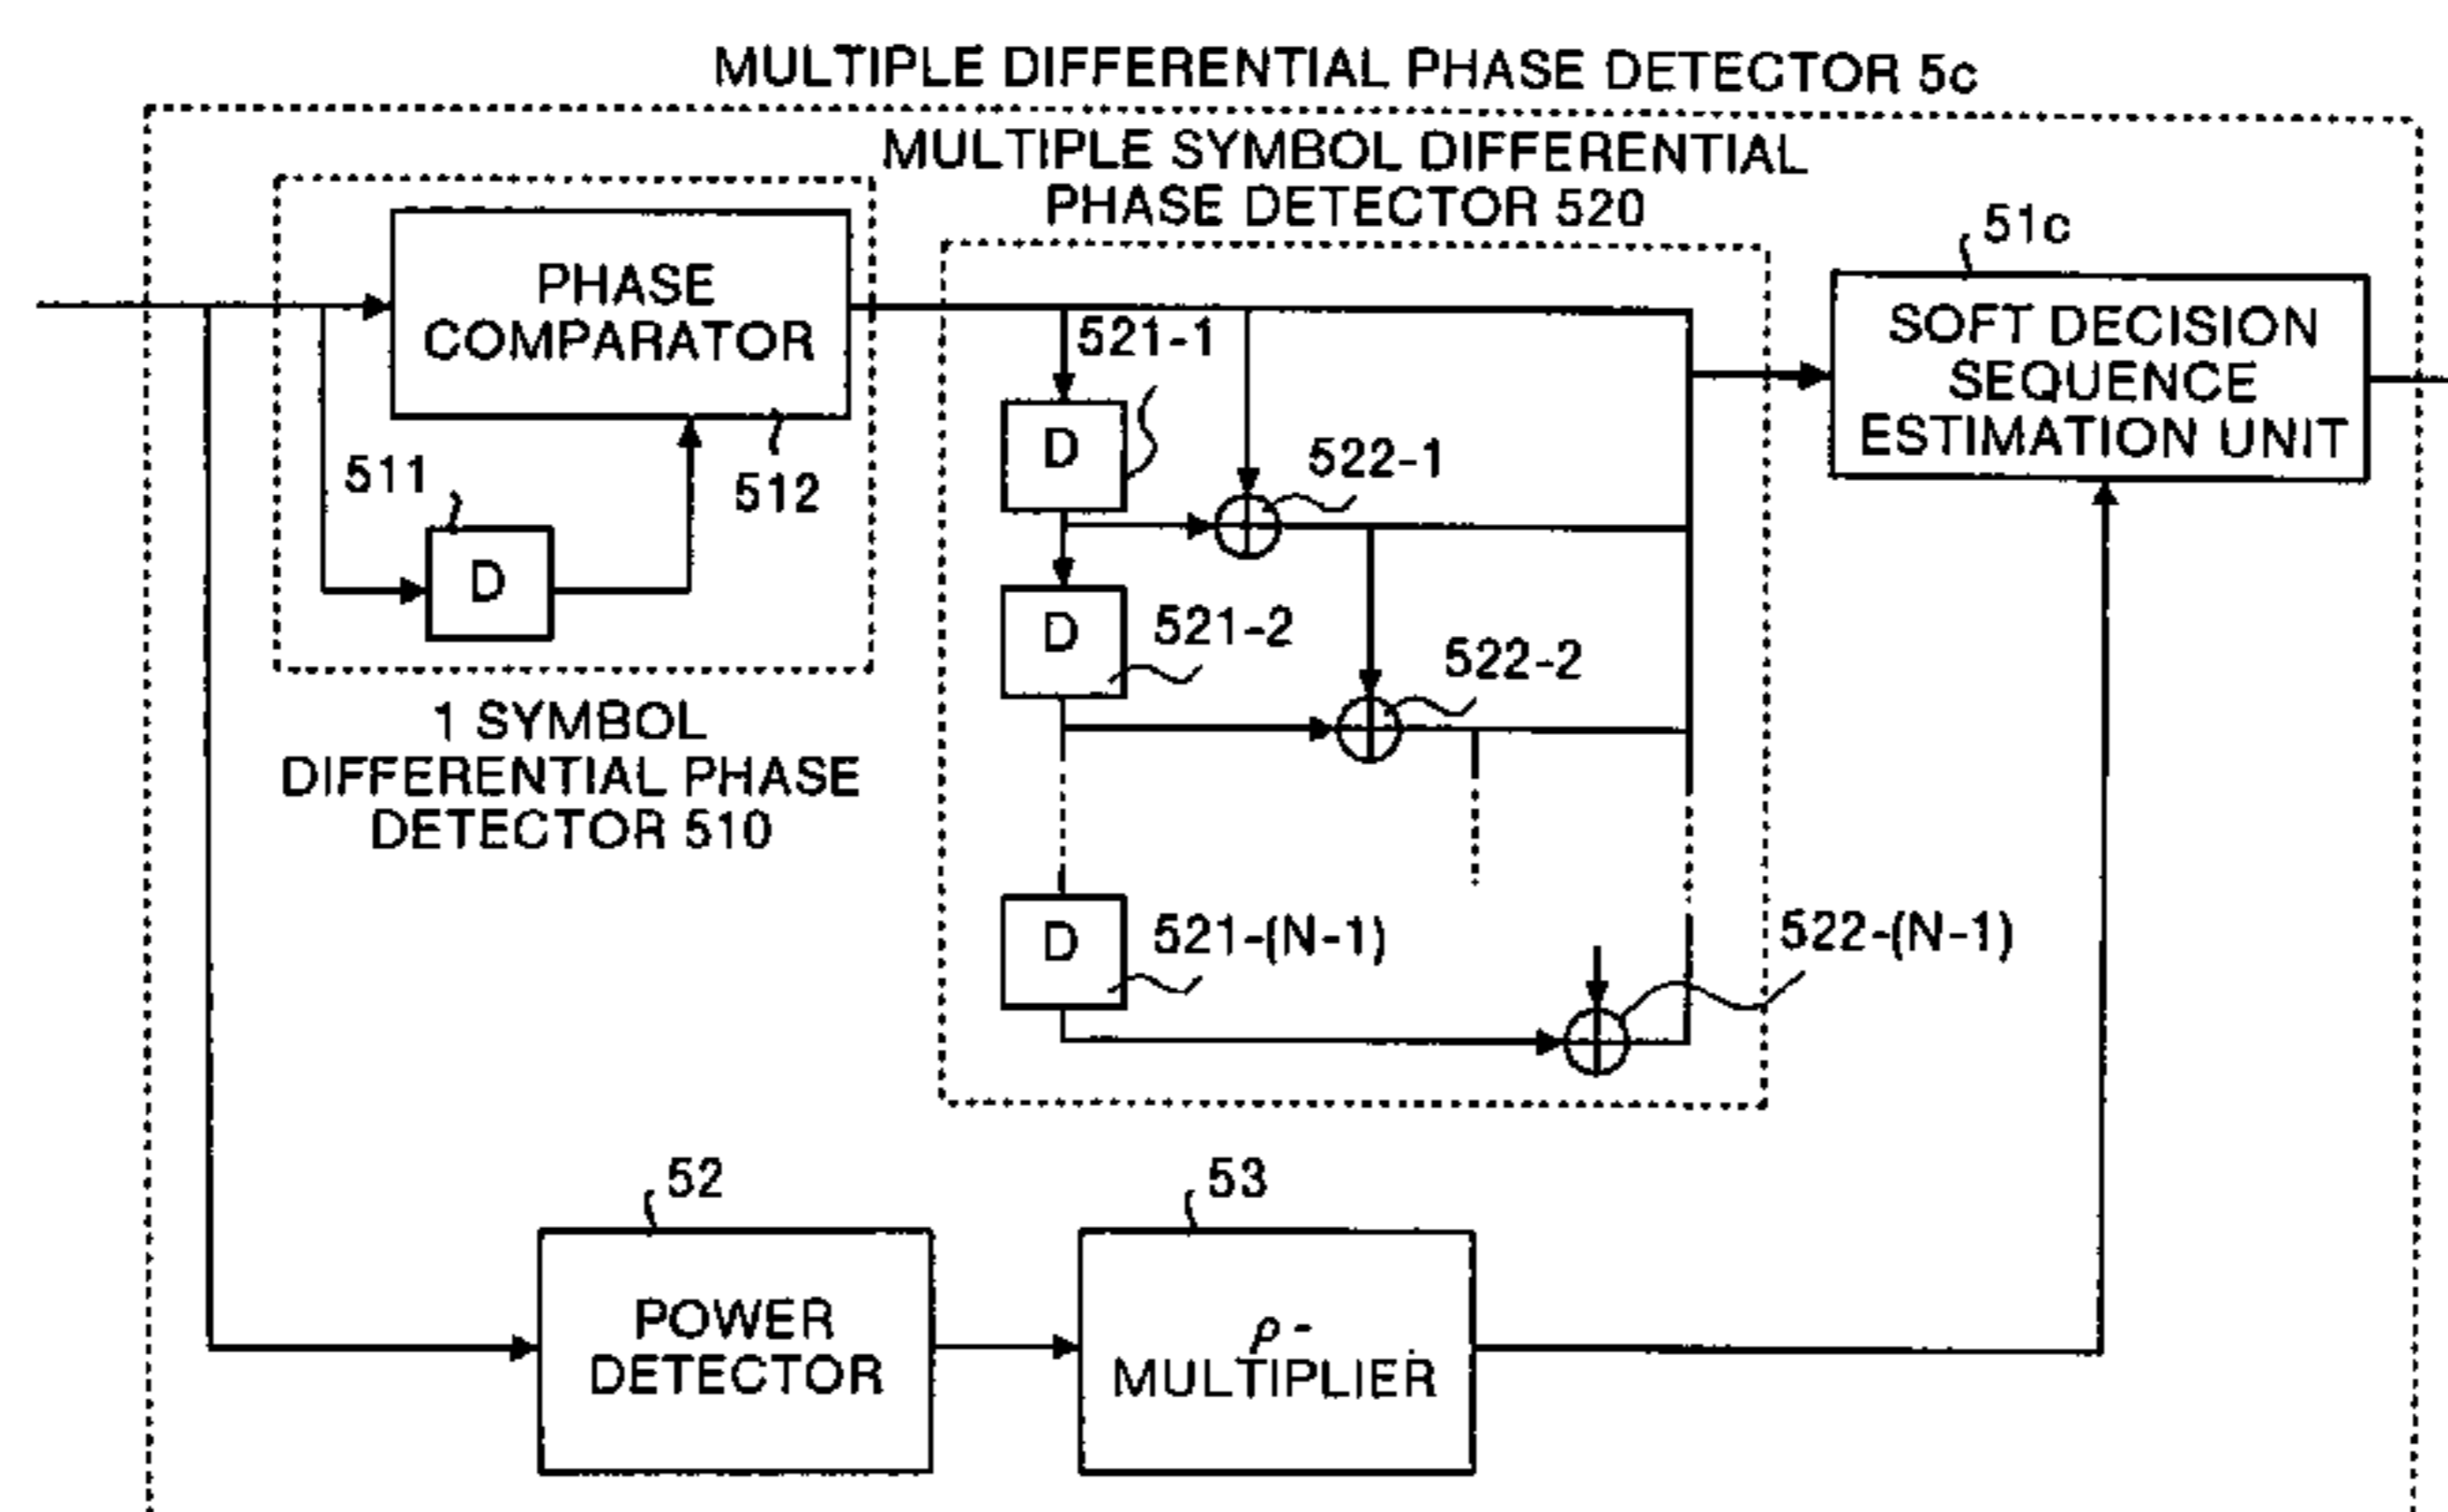 MULTIPLE DIFFERENTIAL PHASE DETECTOR 5c
MULTIPLE SYMBOL DIFFERENTIAL
PHASE DETECTOR 520
51c
PHASE
COMPARATOR
SOFT DECISION
SEQUENCE
ESTIMATION UNIT
521-1
D
522-1
511
512
D
D
521-2
522-2
1 SYMBOL
DIFFERENTIAL PHASE
DETECTOR 510
D
521-(N-1)
522-(N-1)
52
53
POWER
DETECTOR
ρ-
MULTIPLIER